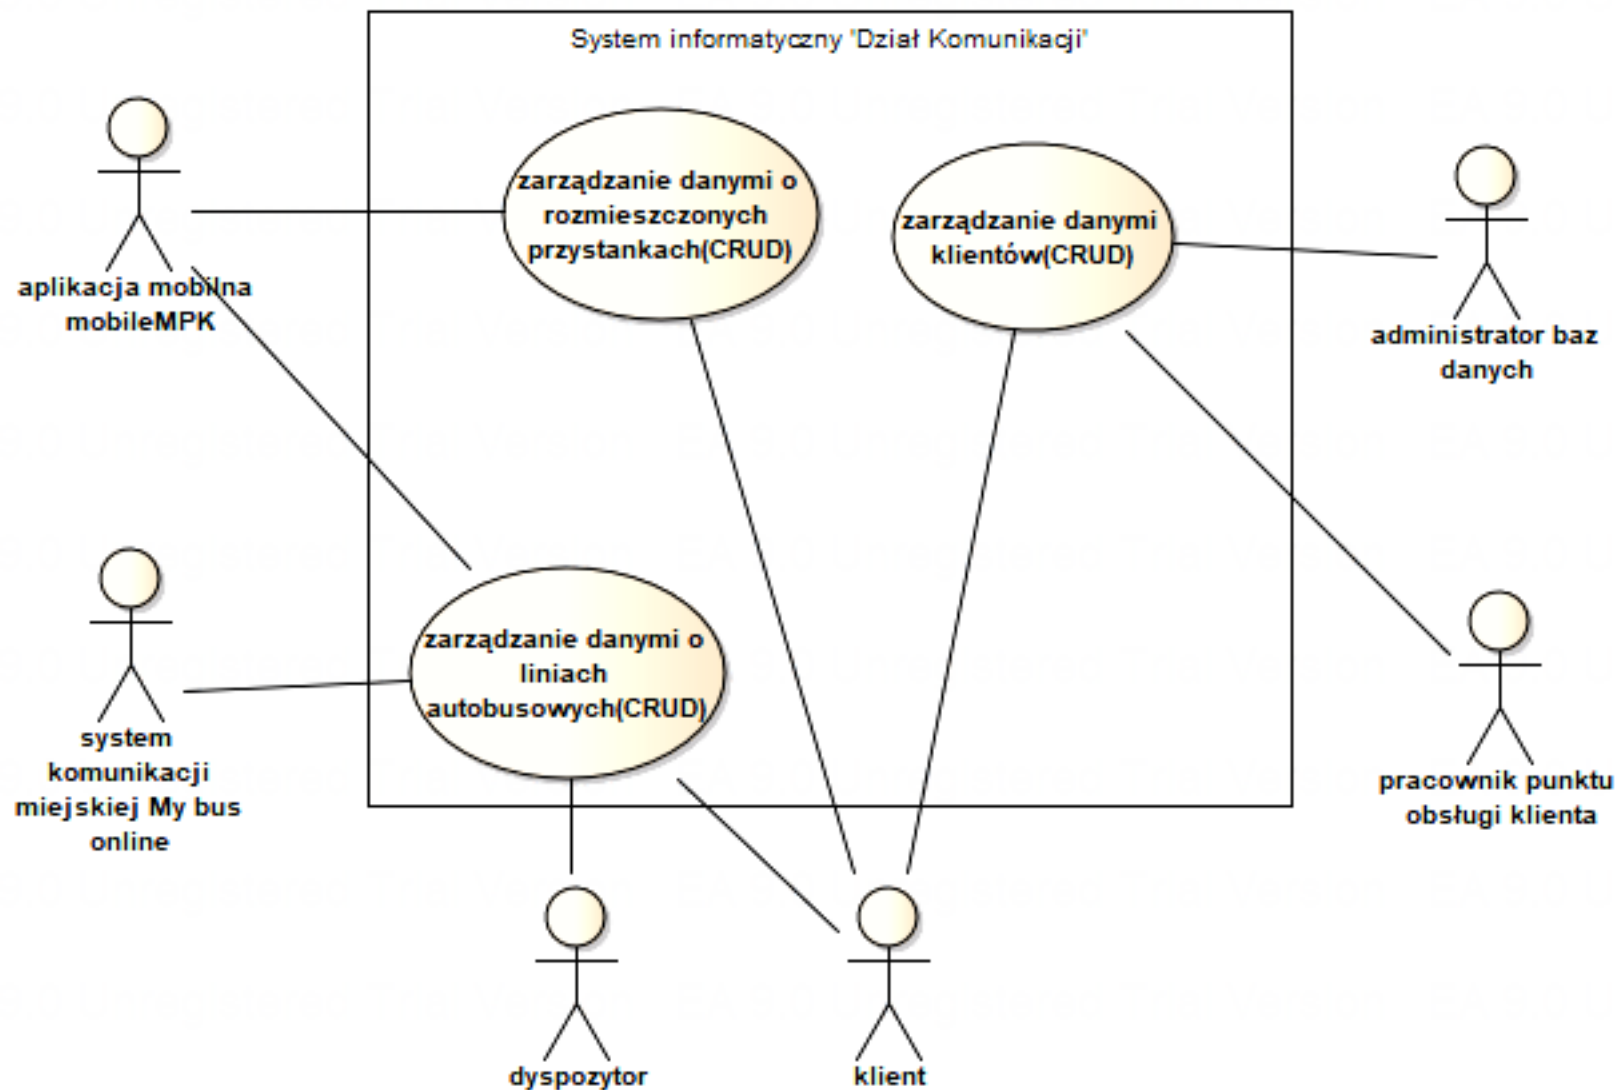 System informatyczny "Dział Komunikacji"
zarządzanie danymi o
rozmieszczonych
przystankach(CRUD)
zarządzanie danymi
klientów(CRUD)
aplikacja mobilna
mobileMPK
administrator baz
danych
zarządzanie danymi o
liniach
autobusowych(CRUD)
system
komunikacji
miejskiej My bus
online
pracownik punktu
obsługi klienta
dyspozytor
klient